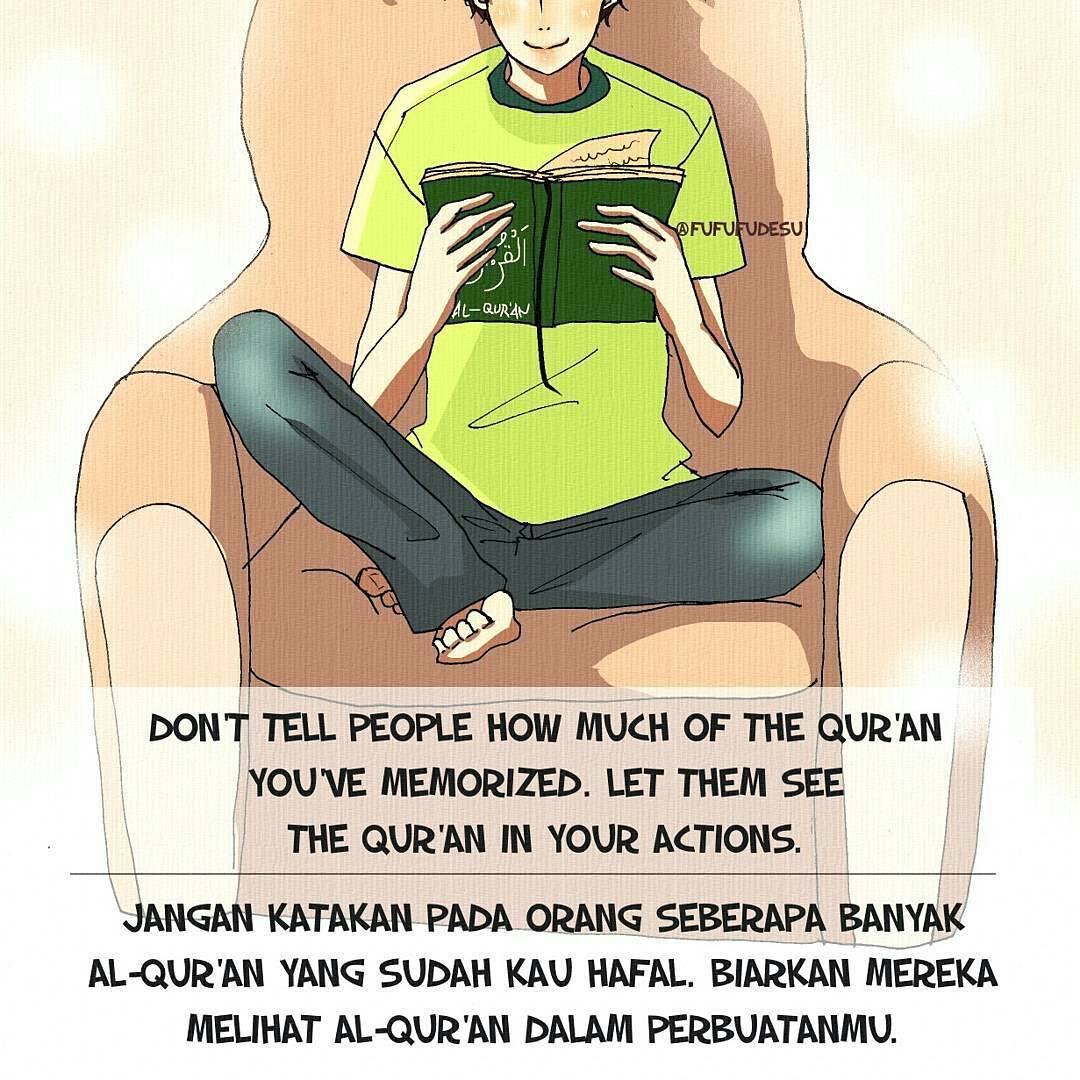 @FUFUFUDESU
AL-QUR'AN
DON'T TELL PEOPLE HOW MUCH OF THE QUR'AN
YOU'VE MEMORIZED. LET THEM SEE
THE QUR'AN IN YOUR ACTIONS.
JANGAN KATAKAN PADA ORANG SEBERAPA BANYAK
AL-QUR'AN YANG SUDAH KAU HAFAL. BIARKAN MEREKA
MELIHAT AL-QUR'AN DALAM PERBUATANMU.